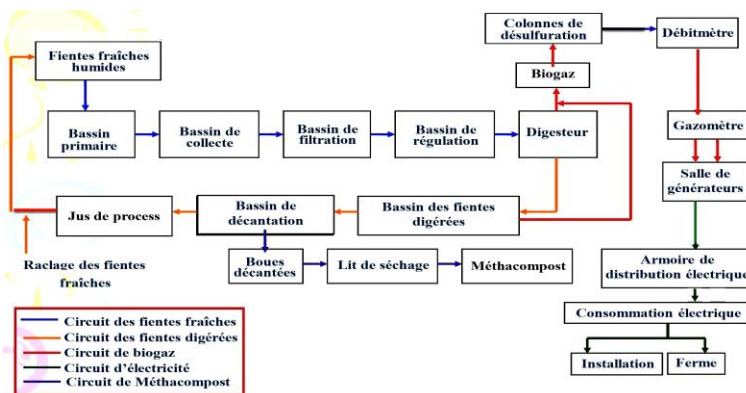 Colonnes de
désulfuration
Débitmètre
Fientes fraîches
humides
Biogaz
Bassin
primaire
Bassin de
collecte
Bassin de
filtration
Bassin de
régulation
Digesteur
Gazomètre
Salle de
générateurs
Jus de process
Bassin de
décantation
Bassin des fientes
digérées
Raclage des fientes
fraîches
Boues
décantées
Lit de séchage
Méthacompost
Armoire de
distribution électrique
Consommation électrique
Installation
Ferme
Circuit des fientes fraîches
Circuit des fientes digérées
Circuit de biogaz
Circuit d'électricité
Circuit de Méthacompost